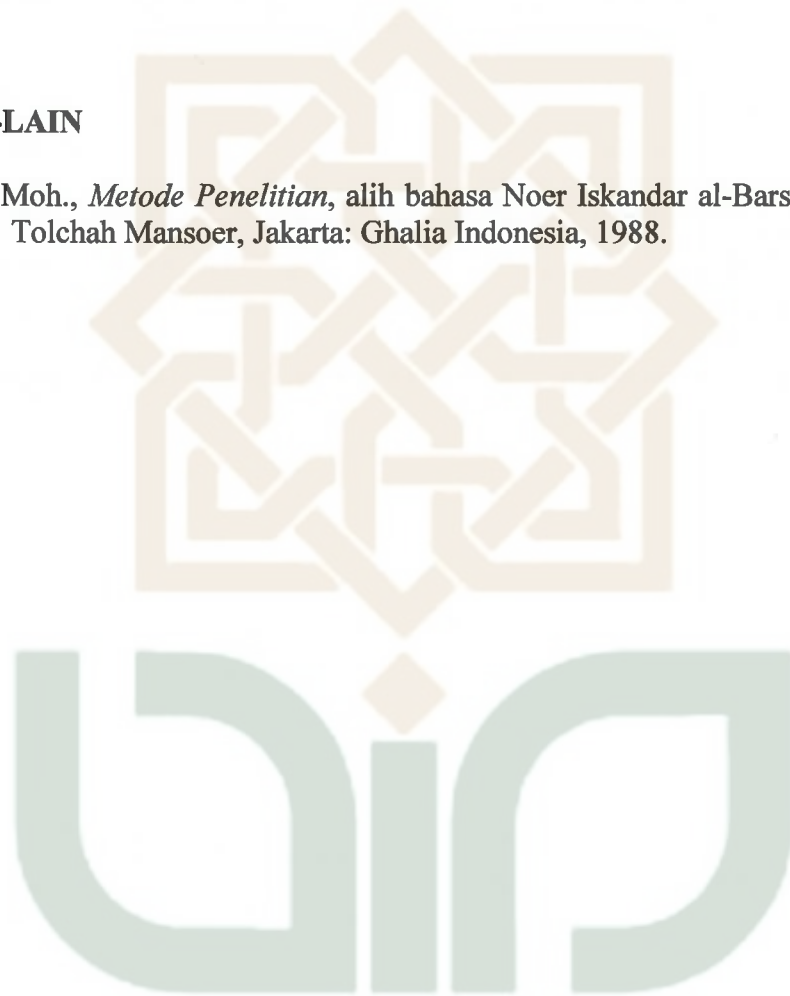 -LAIN
Moh., Metode Penelitian, alih bahasa Noer Iskandar al-Bars
Tolchah Mansoer, Jakarta: Ghalia Indonesia, 1988.